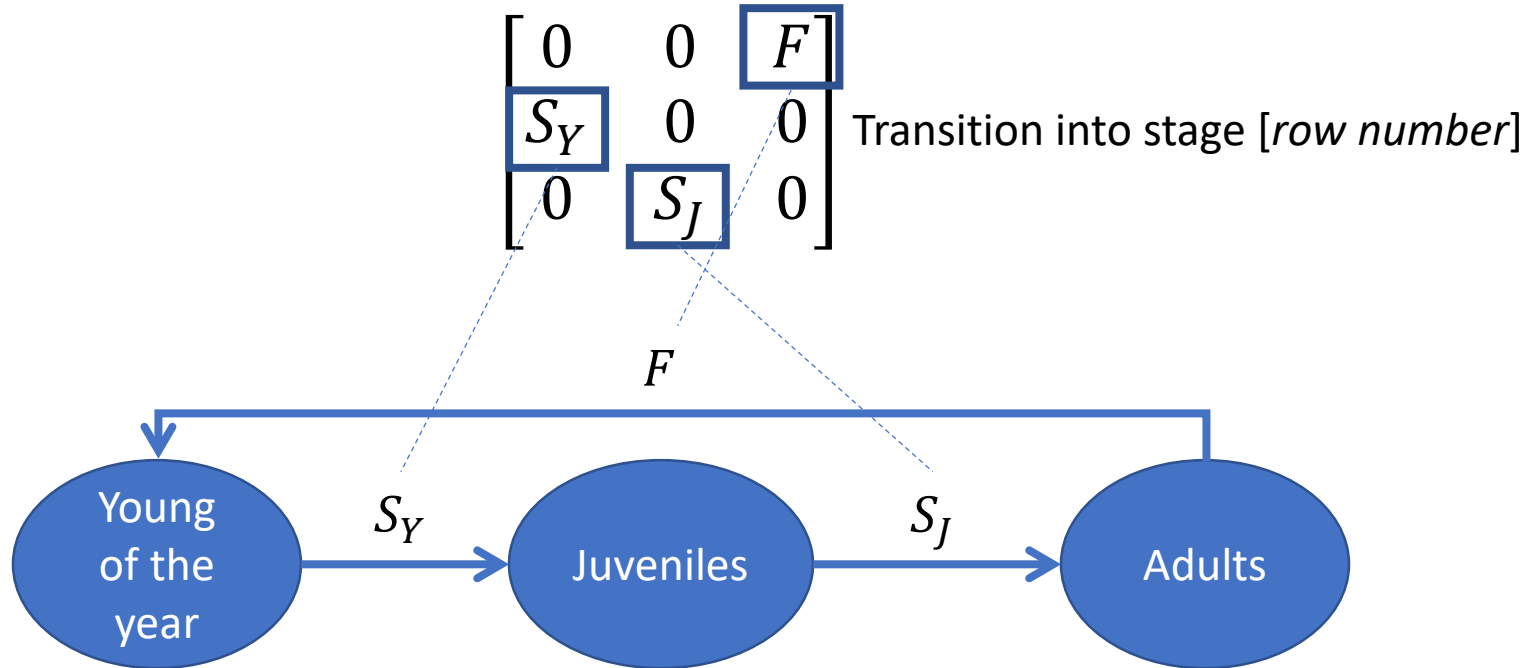 0 0 F
S_Y 0 0 Transition into stage [row number]
0 S_J 0
F
S_Y
S_J
Young
of the
year
Juveniles
Adults